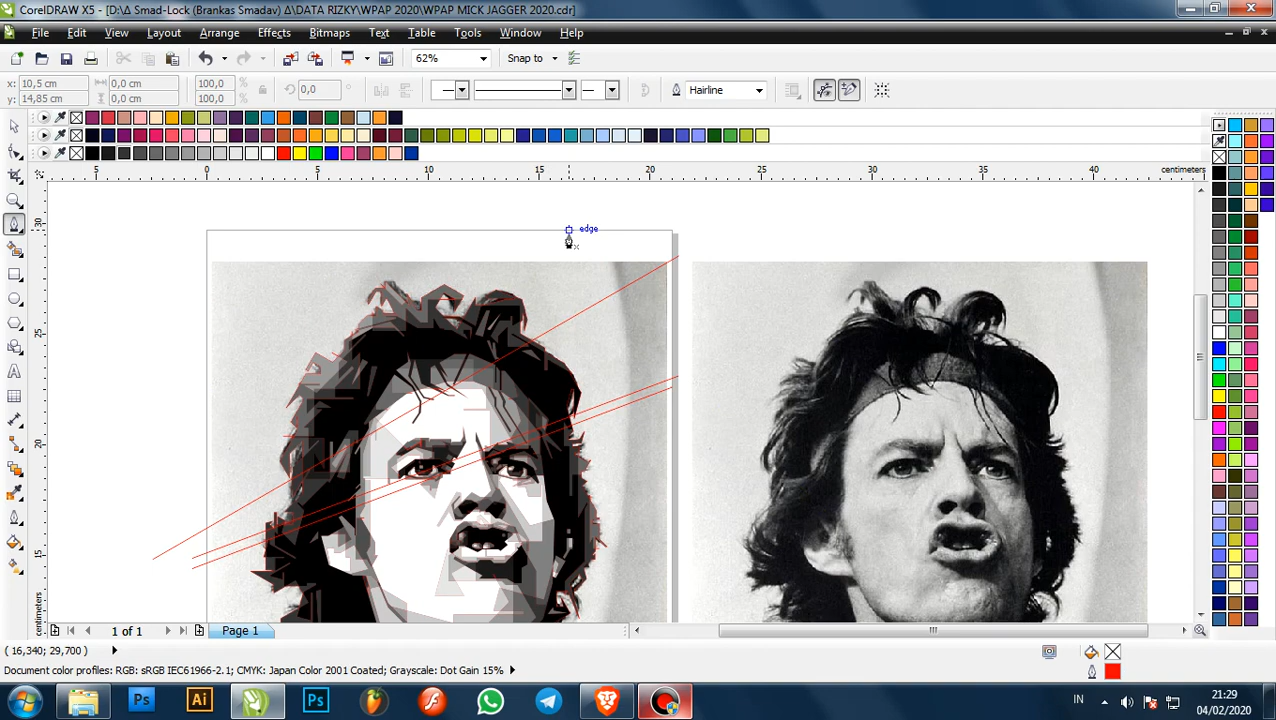 CorelDRAW X5 - [D:\Δ Smad-Lock (Brankas Smadav) Δ\DATA RIZKY\WPAP 2020\WPAP MICK JAGGER 2020.cdr]
File Edit View Layout Arrange Effects Bitmaps Text Table Tools Window Help
62% Snap to
x: 10,5 cm 0,0 cm 100,0 0,0 Hairline
y: 14,85 cm 0,0 cm 100,0
5 0 5 10 15 20 25 30 35 40 centimeters
30
25
20
15
centimeters
edge
1 of 1 Page 1
( 16,340; 29,700 )
Document color profiles: RGB: sRGB IEC61966-2.1; CMYK: Japan Color 2001 Coated; Grayscale: Dot Gain 15%
Ps Ai Ps IN 21:29
04/02/2020